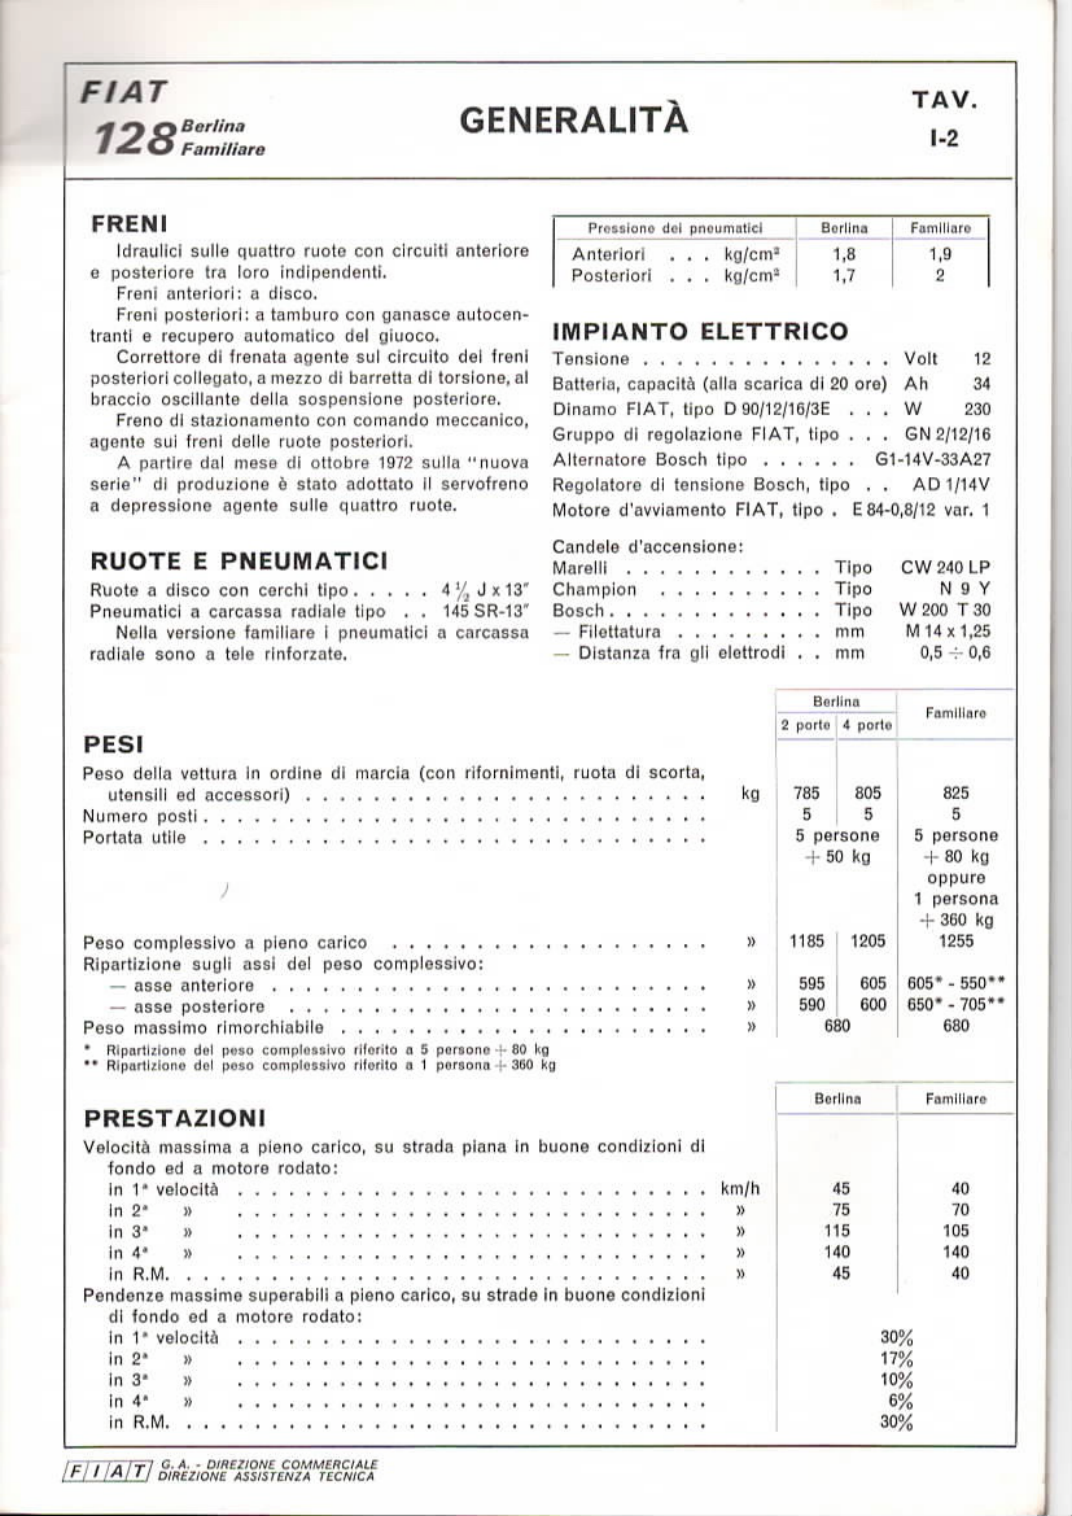 FIAT
128 Berlina
Familiare
GENERALITÀ
TAV.
I-2
FRENI
Idraulici sulle quattro ruote con circuiti anteriore
e posteriore tra loro indipendenti.
Freni anteriori: a disco.
Freni posteriori: a tamburo con ganasce autocen-
tranti e recupero automatico del giuoco.
Correttore di frenata agente sul circuito dei freni
posteriori collegato, a mezzo di barretta di torsione, al
braccio oscillante della sospensione posteriore.
Freno di stazionamento con comando meccanico,
agente sui freni delle ruote posteriori.
A partire dal mese di ottobre 1972 sulla "nuova
serie" di produzione è stato adottato il servofreno
a depressione agente sulle quattro ruote.
RUOTE E PNEUMATICI
Ruote a disco con cerchi tipo . . . . . 4 ½ J x 13"
Pneumatici a carcassa radiale tipo . . 145 SR-13"
Nella versione familiare i pneumatici a carcassa
radiale sono a tele rinforzate.
Pressione dei pneumatici Berlina Familiare
Anteriori . . . kg/cm² 1,8 1,9
Posteriori . . . kg/cm² 1,7 2
IMPIANTO ELETTRICO
Tensione . . . . . . . . . . . . . . . Volt 12
Batteria, capacità (alla scarica di 20 ore) Ah 34
Dinamo FIAT, tipo D 90/12/16/3E . . . W 230
Gruppo di regolazione FIAT, tipo . . . GN 2/12/16
Alternatore Bosch tipo . . . . . . G1-14V-33A27
Regolatore di tensione Bosch, tipo . . AD 1/14V
Motore d'avviamento FIAT, tipo . E 84-0,8/12 var. 1
Candele d'accensione:
Marelli . . . . . . . . . . . . Tipo CW 240 LP
Champion . . . . . . . . . . . Tipo N 9 Y
Bosch . . . . . . . . . . . . . Tipo W 200 T 30
— Filettatura . . . . . . . . . mm M 14 x 1,25
— Distanza fra gli elettrodi . . mm 0,5 ÷ 0,6
Berlina Familiare
2 porte 4 porte
PESI
Peso della vettura in ordine di marcia (con rifornimenti, ruota di scorta,
utensili ed accessori) . . . . . . . . . . . . . . . . . . . . . . . . kg 785 805 825
Numero posti . . . . . . . . . . . . . . . . . . . . . . . . . . . . . 5 5 5
Portata utile . . . . . . . . . . . . . . . . . . . . . . . . . . . . . 5 persone 5 persone
+ 50 kg + 80 kg
oppure
1 persona
+ 360 kg
Peso complessivo a pieno carico . . . . . . . . . . . . . . . . . . . » 1185 1205 1255
Ripartizione sugli assi del peso complessivo:
— asse anteriore . . . . . . . . . . . . . . . . . . . . . . . . . . » 595 605 605* - 550**
— asse posteriore . . . . . . . . . . . . . . . . . . . . . . . . . » 590 600 650* - 705**
Peso massimo rimorchiabile . . . . . . . . . . . . . . . . . . . . . . » 680 680
* Ripartizione del peso complessivo riferito a 5 persone + 80 kg
** Ripartizione del peso complessivo riferito a 1 persona + 360 kg
Berlina Familiare
PRESTAZIONI
Velocità massima a pieno carico, su strada piana in buone condizioni di
fondo ed a motore rodato:
in 1ª velocità . . . . . . . . . . . . . . . . . . . . . . . . . . . km/h 45 40
in 2ª » . . . . . . . . . . . . . . . . . . . . . . . . . . . » 75 70
in 3ª » . . . . . . . . . . . . . . . . . . . . . . . . . . . » 115 105
in 4ª » . . . . . . . . . . . . . . . . . . . . . . . . . . . » 140 140
in R.M. . . . . . . . . . . . . . . . . . . . . . . . . . . . . . » 45 40
Pendenze massime superabili a pieno carico, su strade in buone condizioni
di fondo ed a motore rodato:
in 1ª velocità . . . . . . . . . . . . . . . . . . . . . . . . . . . 30%
in 2ª » . . . . . . . . . . . . . . . . . . . . . . . . . . . 17%
in 3ª » . . . . . . . . . . . . . . . . . . . . . . . . . . . 10%
in 4ª » . . . . . . . . . . . . . . . . . . . . . . . . . . . 6%
in R.M. . . . . . . . . . . . . . . . . . . . . . . . . . . . . . 30%
FIAT G. A. - DIREZIONE COMMERCIALE
DIREZIONE ASSISTENZA TECNICA